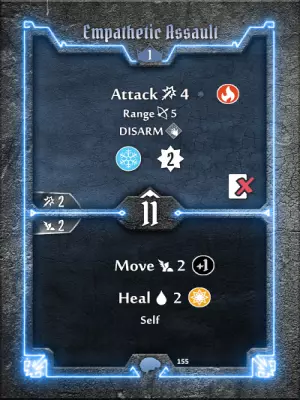 Empathetic Assault
1
Attack 4
Range 5
DISARM
2
2
11
2
Move 2 +1
Heal 2
Self
155